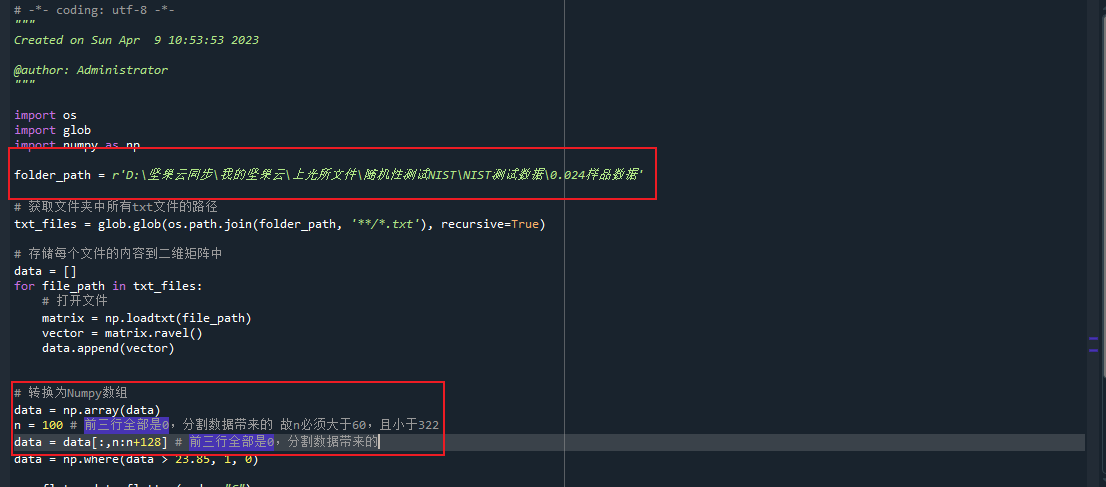 # -*- coding: utf-8 -*-
"""
Created on Sun Apr  9 10:53:53 2023
@author: Administrator
"""
import os
import glob
import numpy as np
folder_path = r'D:\坚果云同步\我的坚果云\上光所文件\随机性测试NIST\NIST测试数据\0.024样品数据'
# 获取文件夹中所有txt文件的路径
txt_files = glob.glob(os.path.join(folder_path, '**/*.txt'), recursive=True)
# 存储每个文件的内容到二维矩阵中
data = []
for file_path in txt_files:
    # 打开文件
    matrix = np.loadtxt(file_path)
    vector = matrix.ravel()
    data.append(vector)
# 转换为Numpy数组
data = np.array(data)
n = 100 # 前三行全部是0，分割数据带来的 故n必须大于60，且小于322
data = data[:,n:n+128] # 前三行全部是0，分割数据带来的
data = np.where(data > 23.85, 1, 0)